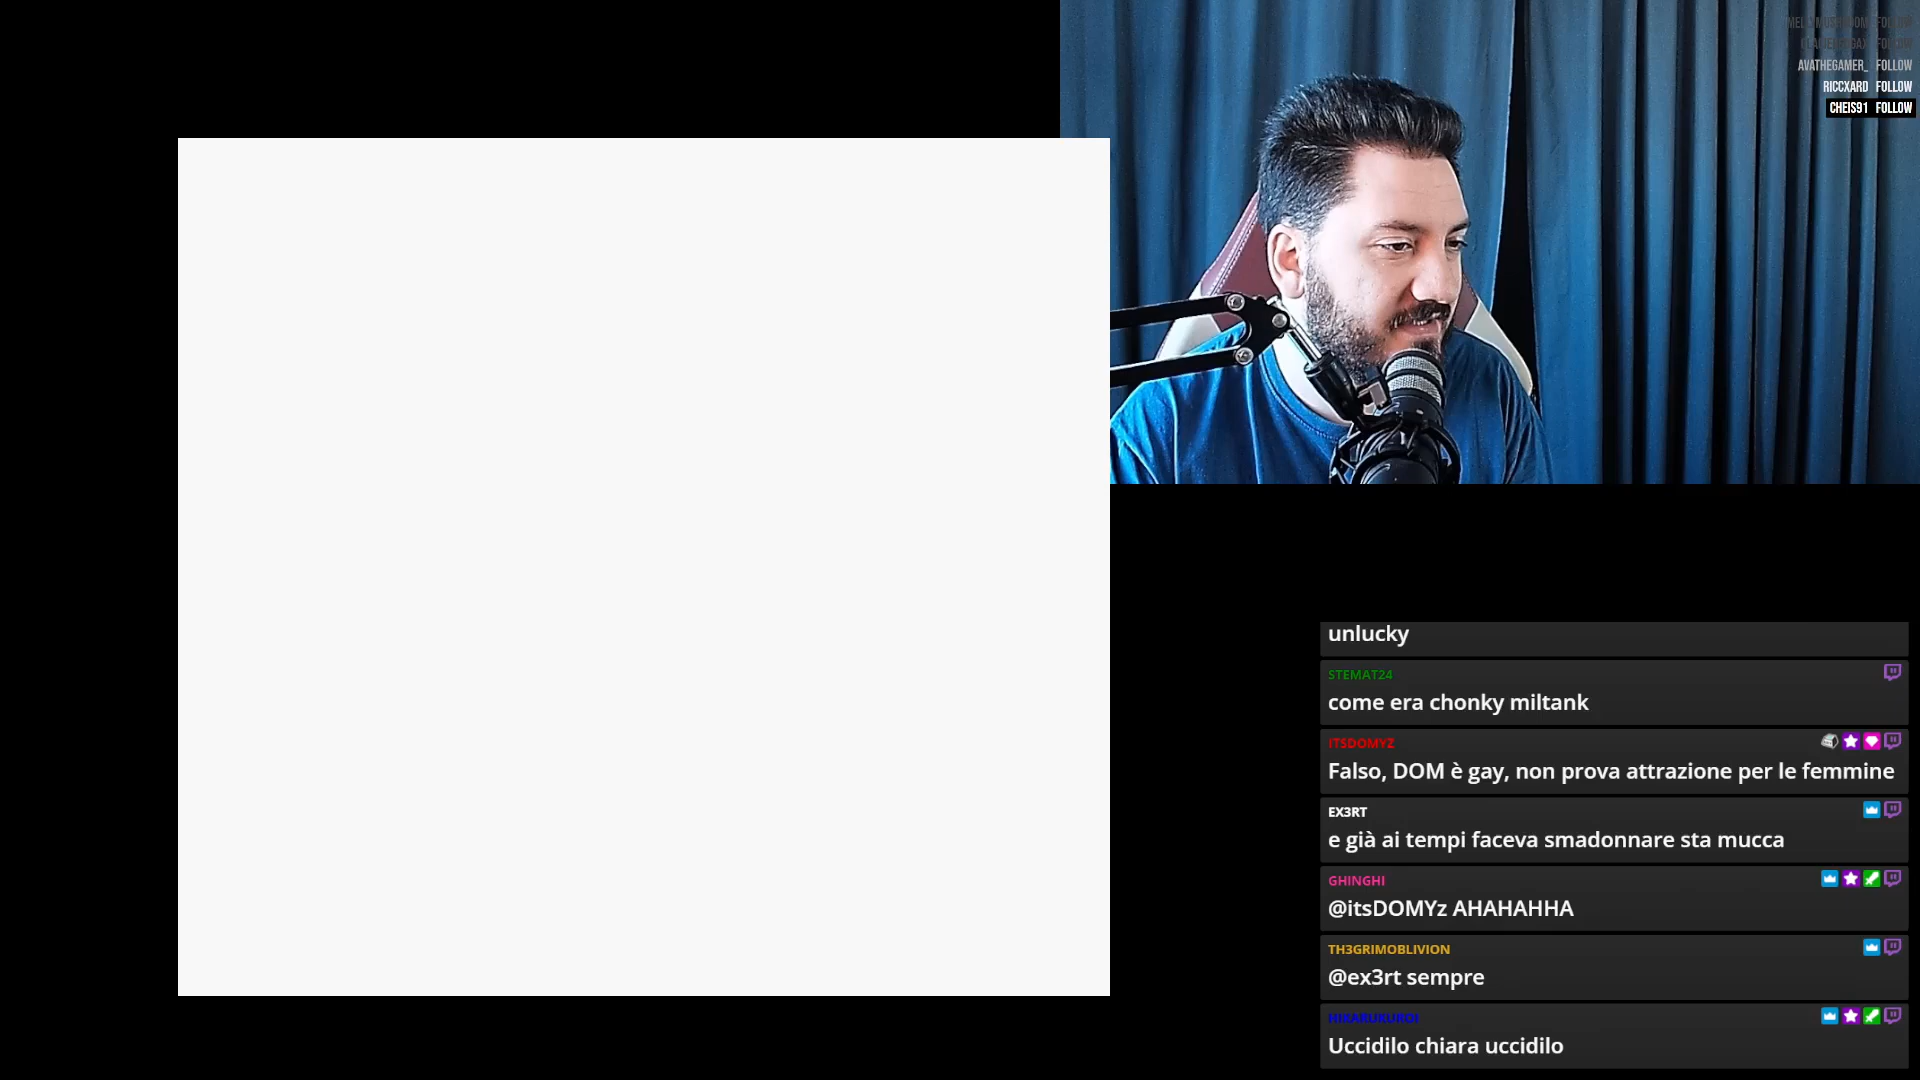 AVATHEGAMER_ FOLLOW
RICCXARD FOLLOW
CHEIS91 FOLLOW
unlucky
STEMAT24
come era chonky miltank
ITSDOMYZ
Falso, DOM è gay, non prova attrazione per le femmine
EX3RT
e già ai tempi faceva smadonnare sta mucca
GHINGHI
@itsDOMYz AHAHAHHA
TH3GRIMOBLIVION
@ex3rt sempre
HIKARUKUROI
Uccidilo chiara uccidilo